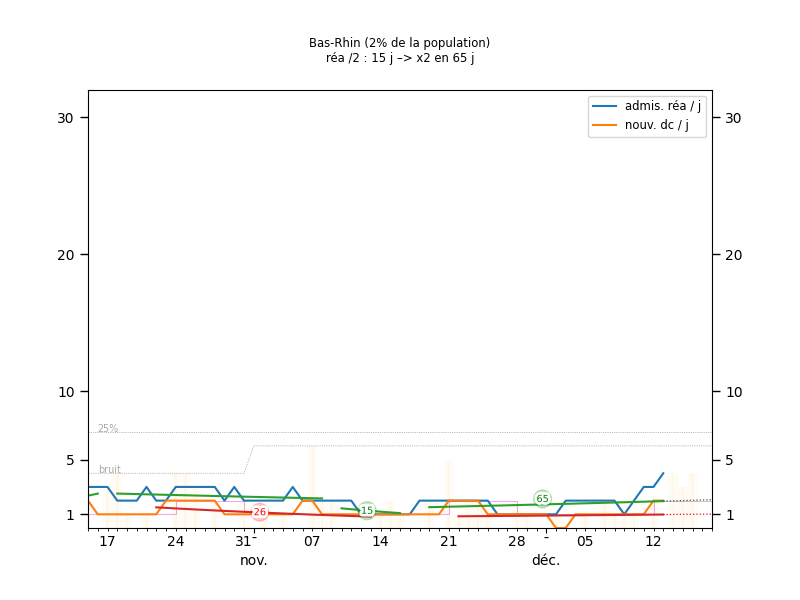 Bas-Rhin (2% de la population)
réa /2 : 15 j –> x2 en 65 j
admis. réa / j
nouv. dc / j
30 30
20 20
10 10
25%
5 5
bruit
65
15
26
1 1
17 24 31- 07 14 21 28 - 05 12
nov. déc.